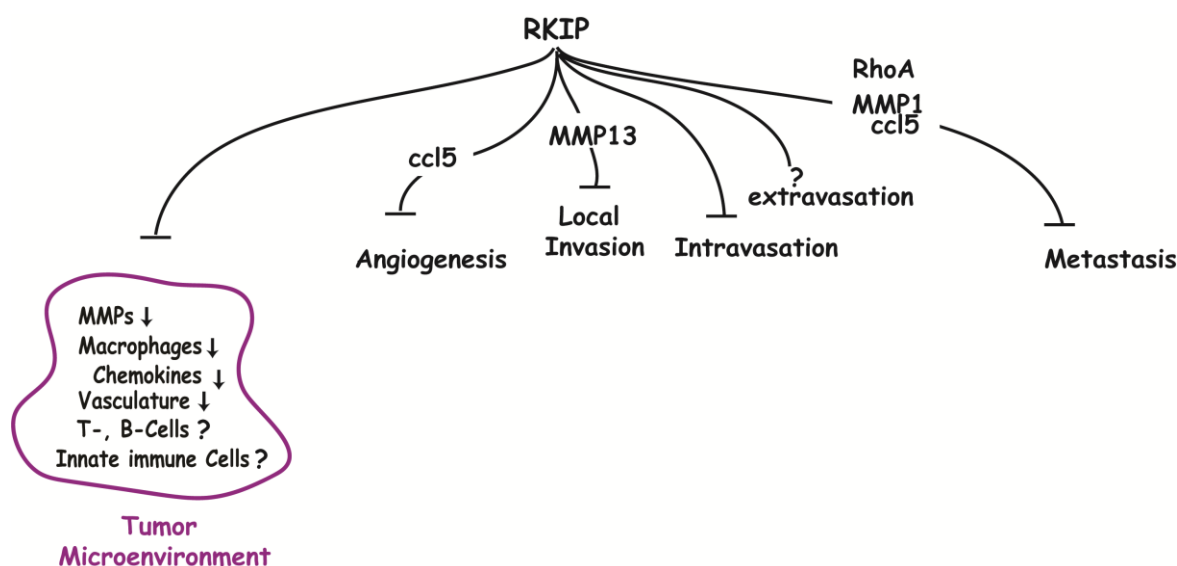 RKIP
RhoA
MMP1
ccl5
MMP13
ccl5
?
extravasation
Local
Invasion
Intravasation
Angiogenesis
Metastasis
MMPs ↓
Macrophages ↓
Chemokines ↓
Vasculature ↓
T-, B-Cells ?
Innate immune Cells ?
Tumor
Microenvironment